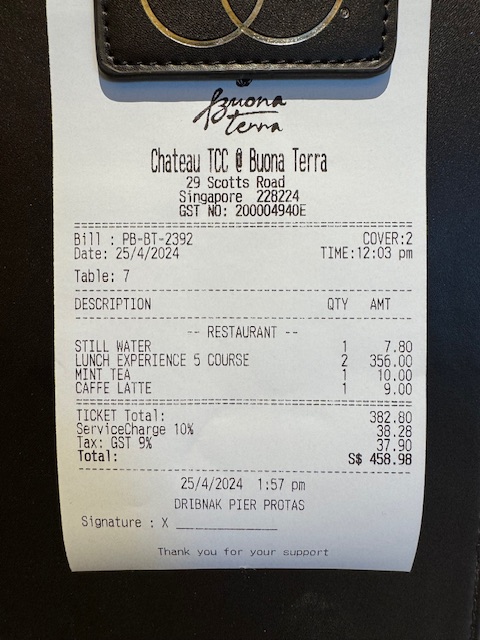 Buona
Terra
Chateau TCC @ Buona Terra
29 Scotts Road
Singapore 228224
GST NO: 200004940E
Bill : PB-BT-2392 COVER:2
Date: 25/4/2024 TIME:12:03 pm
Table: 7
DESCRIPTION QTY AMT
-- RESTAURANT --
STILL WATER 1 7.80
LUNCH EXPERIENCE 5 COURSE 2 356.00
MINT TEA 1 10.00
CAFFE LATTE 1 9.00
TICKET Total: 382.80
ServiceCharge 10% 38.28
Tax: GST 9% 37.90
Total: S$ 458.98
25/4/2024 1:57 pm
DRIBNAK PIER PROTAS
Signature : X ______________
Thank you for your support